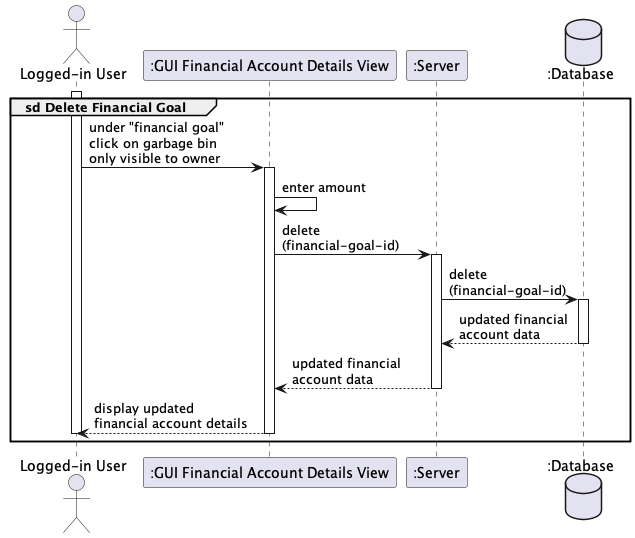 Logged-in User
:GUI Financial Account Details View
:Server
:Database
sd Delete Financial Goal
under "financial goal"
click on garbage bin
only visible to owner
enter amount
delete
(financial-goal-id)
delete
(financial-goal-id)
updated financial
account data
updated financial
account data
display updated
financial account details
Logged-in User
:GUI Financial Account Details View
:Server
:Database